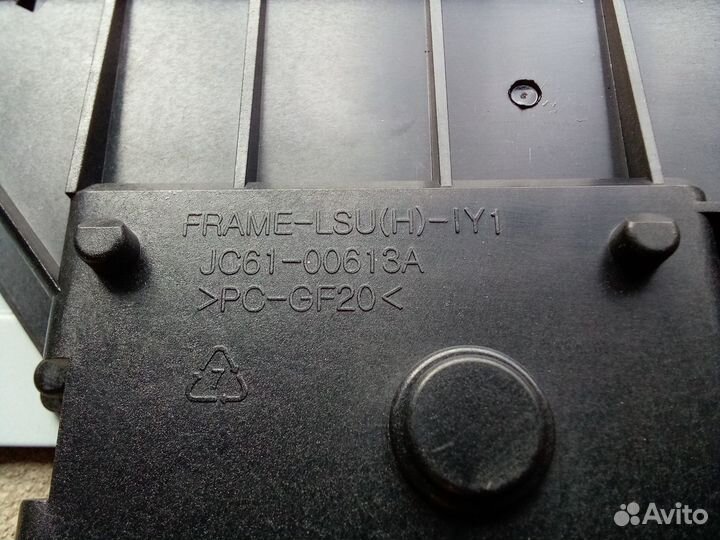 FRAME-LSU(H)-IY1
JC61-00613A
>PC-GF20<
7
Avito